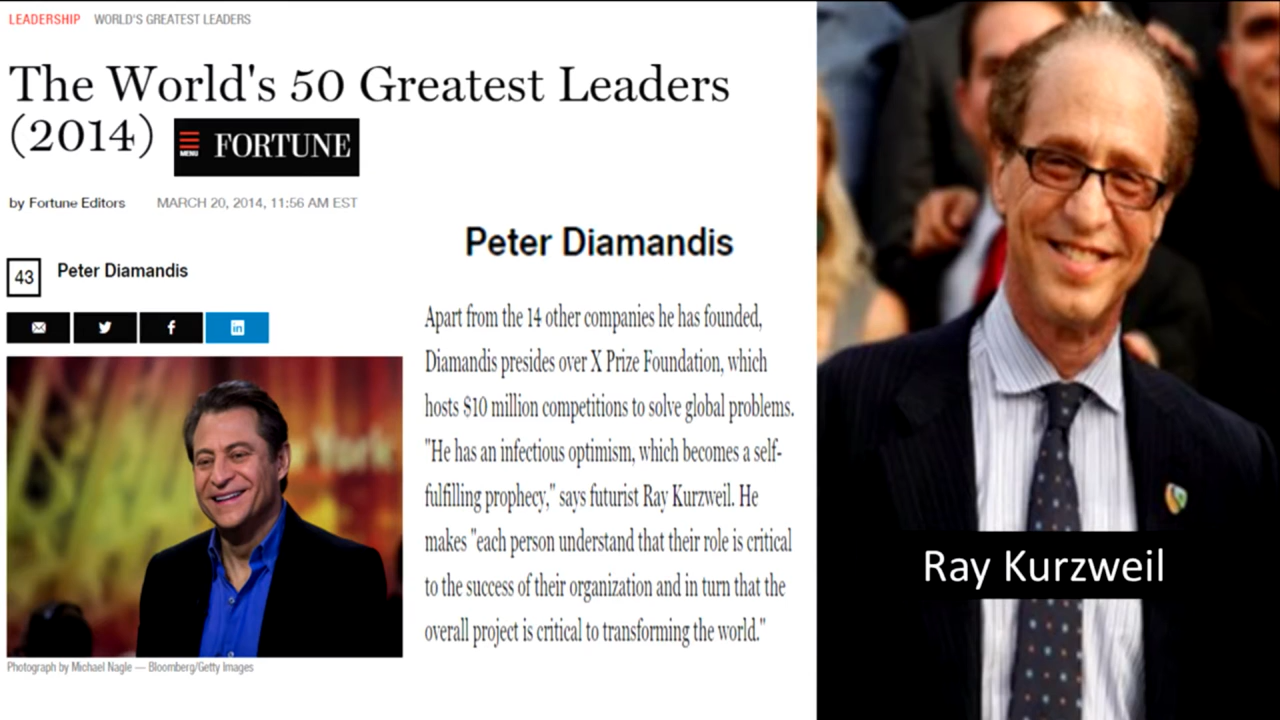 LEADERSHIP WORLD'S GREATEST LEADERS
The World's 50 Greatest Leaders
(2014)
MENU FORTUNE
by Fortune Editors MARCH 20, 2014, 11:56 AM EST
43 Peter Diamandis
in
Photograph by Michael Nagle — Bloomberg/Getty Images
Peter Diamandis
Apart from the 14 other companies he has founded,
Diamandis presides over X Prize Foundation, which
hosts $10 million competitions to solve global problems.
"He has an infectious optimism, which becomes a self-
fulfilling prophecy," says futurist Ray Kurzweil. He
makes "each person understand that their role is critical
to the success of their organization and in turn that the
overall project is critical to transforming the world."
Ray Kurzweil